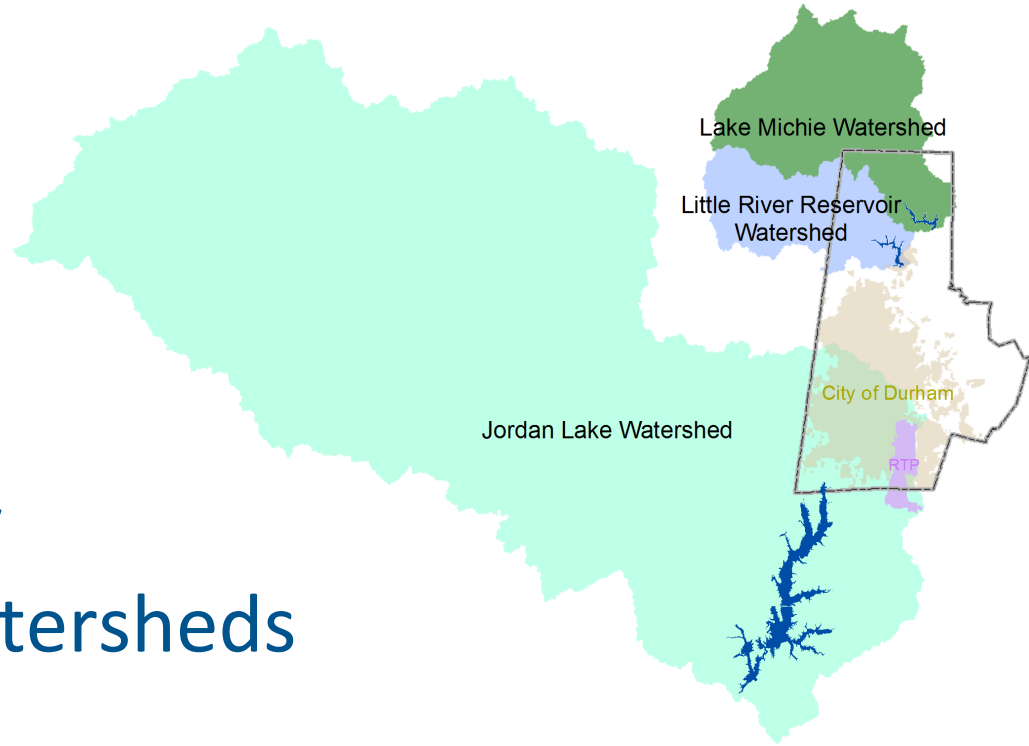 Lake Michie Watershed
Little River Reservoir
Watershed
City of Durham
Jordan Lake Watershed
RTP
tersheds